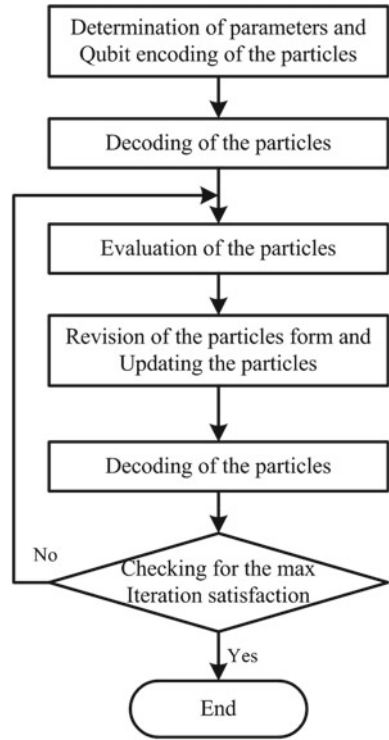 Determination of parameters and
Qubit encoding of the particles
Decoding of the particles
Evaluation of the particles
Revision of the particles form and
Updating the particles
Decoding of the particles
No
Checking for the max
Iteration satisfaction
Yes
End